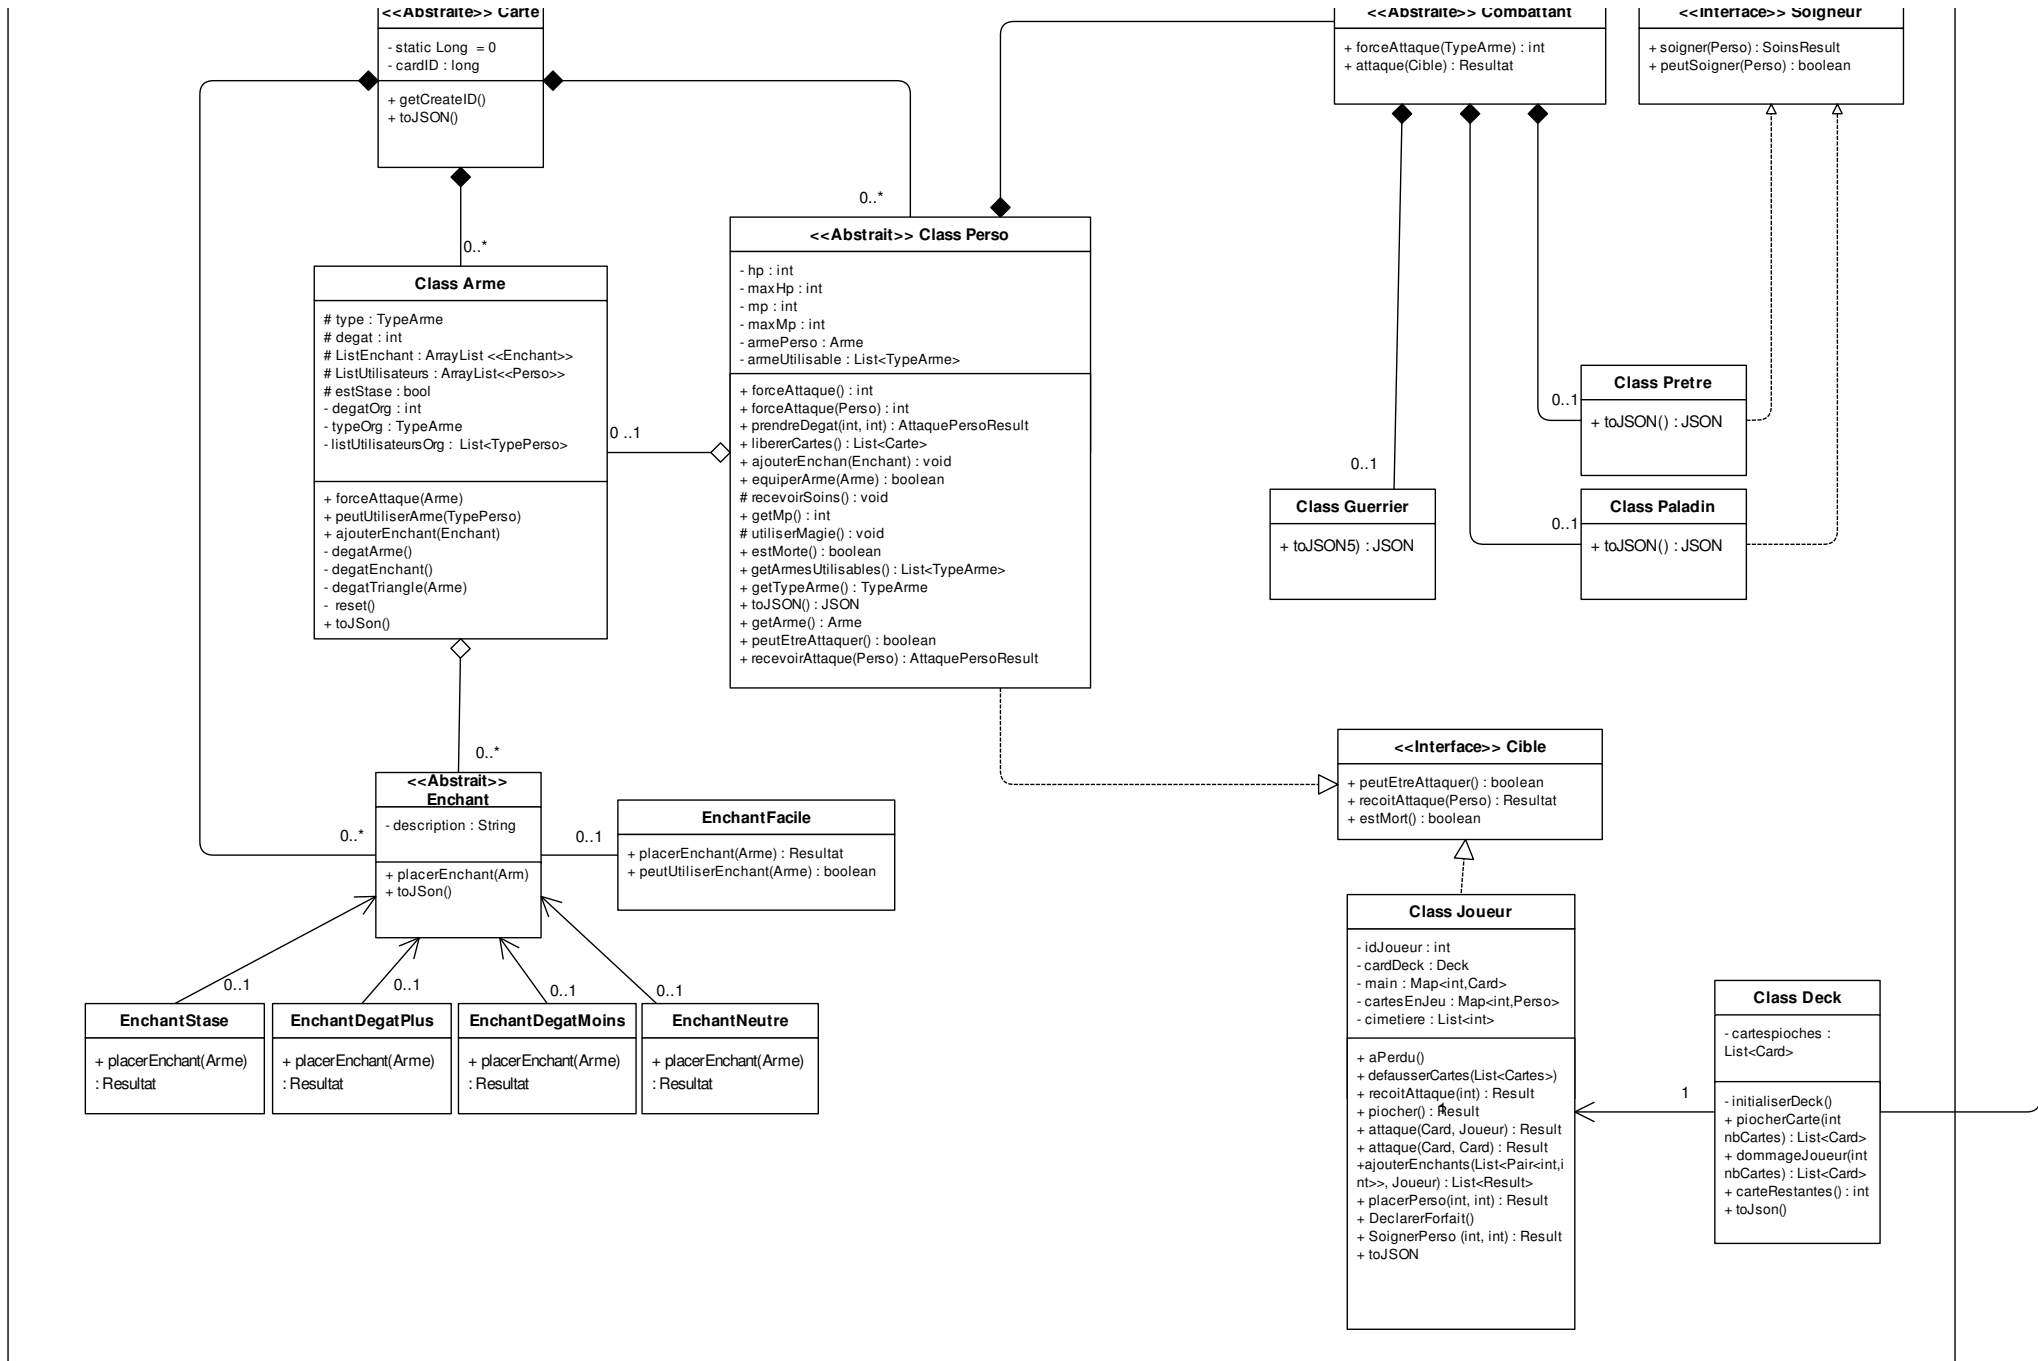 <<Abstraite>> Carte
- static Long  = 0
- cardID : long
+ getCreateID()
+ toJSON()
<<Abstraite>> Combattant
+ forceAttaque(TypeArme) : int
+ attaque(Cible) : Resultat
<<Interface>> Soigneur
+ soigner(Perso) : SoinsResult
+ peutSoigner(Perso) : boolean
0..*
0..*
Class Arme
# type : TypeArme
# degat : int
# ListEnchant : ArrayList <<Enchant>>
# ListUtilisateurs : ArrayList<<Perso>>
# estStase : bool
- degatOrg : int
- typeOrg : TypeArme
- listUtilisateursOrg :  List<TypePerso>
+ forceAttaque(Arme)
+ peutUtiliserArme(TypePerso)
+ ajouterEnchant(Enchant)
- degatArme()
- degatEnchant()
- degatTriangle(Arme)
-  reset()
+ toJSon()
0 ..1
<<Abstrait>> Class Perso
- hp : int
- maxHp : int
- mp : int
- maxMp : int
- armePerso : Arme
- armeUtilisable : List<TypeArme>
+ forceAttaque() : int
+ forceAttaque(Perso) : int
+ prendreDegat(int, int) : AttaquePersoResult
+ libererCartes() : List<Carte>
+ ajouterEnchan(Enchant) : void
+ equiperArme(Arme) : boolean
# recevoirSoins() : void
+ getMp() : int
# utiliserMagie() : void
+ estMorte() : boolean
+ getArmesUtilisables() : List<TypeArme>
+ getTypeArme() : TypeArme
+ toJSON() : JSON
+ getArme() : Arme
+ peutEtreAttaquer() : boolean
+ recevoirAttaque(Perso) : AttaquePersoResult
0..1
Class Pretre
+ toJSON() : JSON
0..1
Class Guerrier
+ toJSON5) : JSON
0..1
Class Paladin
+ toJSON() : JSON
0..*
<<Abstrait>>
Enchant
- description : String
+ placerEnchant(Arm)
+ toJSon()
0..*
0..1
EnchantFacile
+ placerEnchant(Arme) : Resultat
+ peutUtiliserEnchant(Arme) : boolean
<<Interface>> Cible
+ peutEtreAttaquer() : boolean
+ recoitAttaque(Perso) : Resultat
+ estMort() : boolean
0..1
0..1
0..1
0..1
EnchantStase
+ placerEnchant(Arme)
: Resultat
EnchantDegatPlus
+ placerEnchant(Arme)
: Resultat
EnchantDegatMoins
+ placerEnchant(Arme)
: Resultat
EnchantNeutre
+ placerEnchant(Arme)
: Resultat
Class Joueur
- idJoueur : int
- cardDeck : Deck
- main : Map<int,Card>
- cartesEnJeu : Map<int,Perso>
- cimetiere : List<int>
+ aPerdu()
+ defausserCartes(List<Cartes>)
+ recoitAttaque(int) : Result
+ piocher() : Result
+ attaque(Card, Joueur) : Result
+ attaque(Card, Card) : Result
+ajouterEnchants(List<Pair<int,i
nt>>, Joueur) : List<Result>
+ placerPerso(int, int) : Result
+ DeclarerForfait()
+ SoignerPerso (int, int) : Result
+ toJSON
1
Class Deck
- cartespioches :
List<Card>
- initialiserDeck()
+ piocherCarte(int
nbCartes) : List<Card>
+ dommageJoueur(int
nbCartes) : List<Card>
+ carteRestantes() : int
+ toJson()